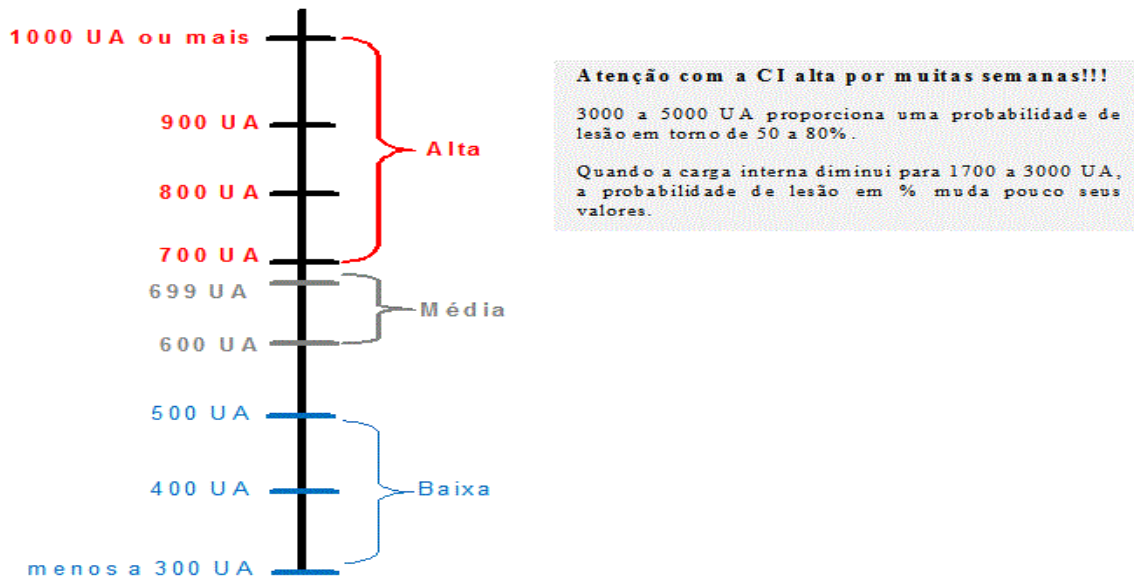 1000 UA ou mais
900 UA
Alta
800 UA
700 UA
699 UA
Média
600 UA
500 UA
400 UA
Baixa
menos a 300 UA
Atenção com a CI alta por muitas semanas!!!
3000 a 5000 UA proporciona uma probabilidade de
lesão em torno de 50 a 80%.
Quando a carga interna diminui para 1700 a 3000 UA,
a probabilidade de lesão em % muda pouco seus
valores.